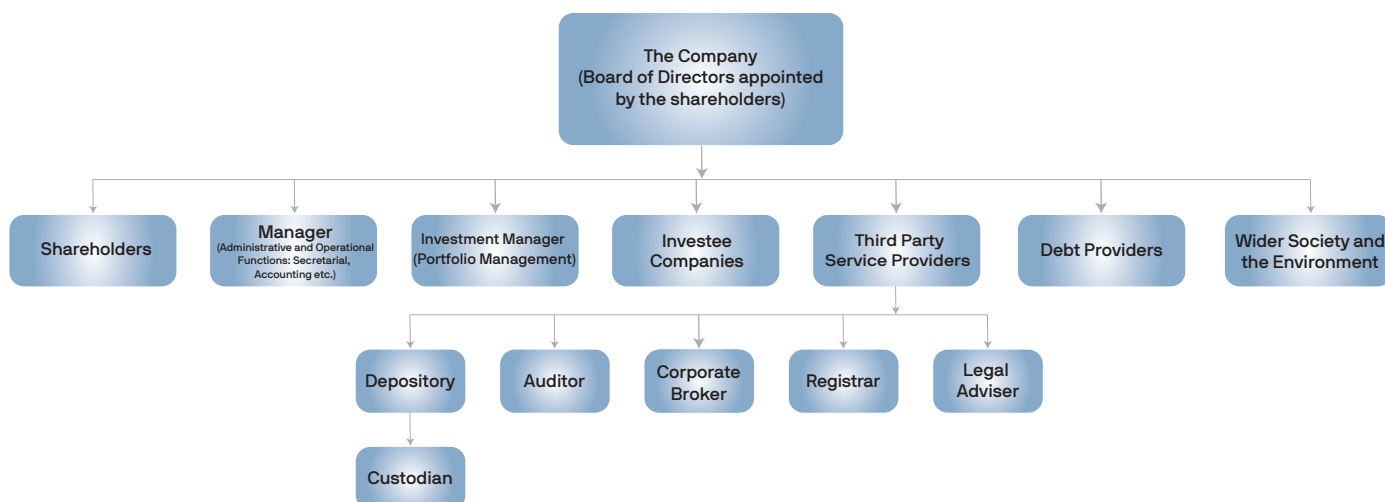 The Company
(Board of Directors appointed
by the shareholders)
Shareholders
Manager
(Administrative and Operational
Functions: Secretarial,
Accounting etc.)
Investment Manager
(Portfolio Management)
Investee
Companies
Third Party
Service Providers
Debt Providers
Wider Society and
the Environment
Depository
Auditor
Corporate
Broker
Registrar
Legal
Adviser
Custodian